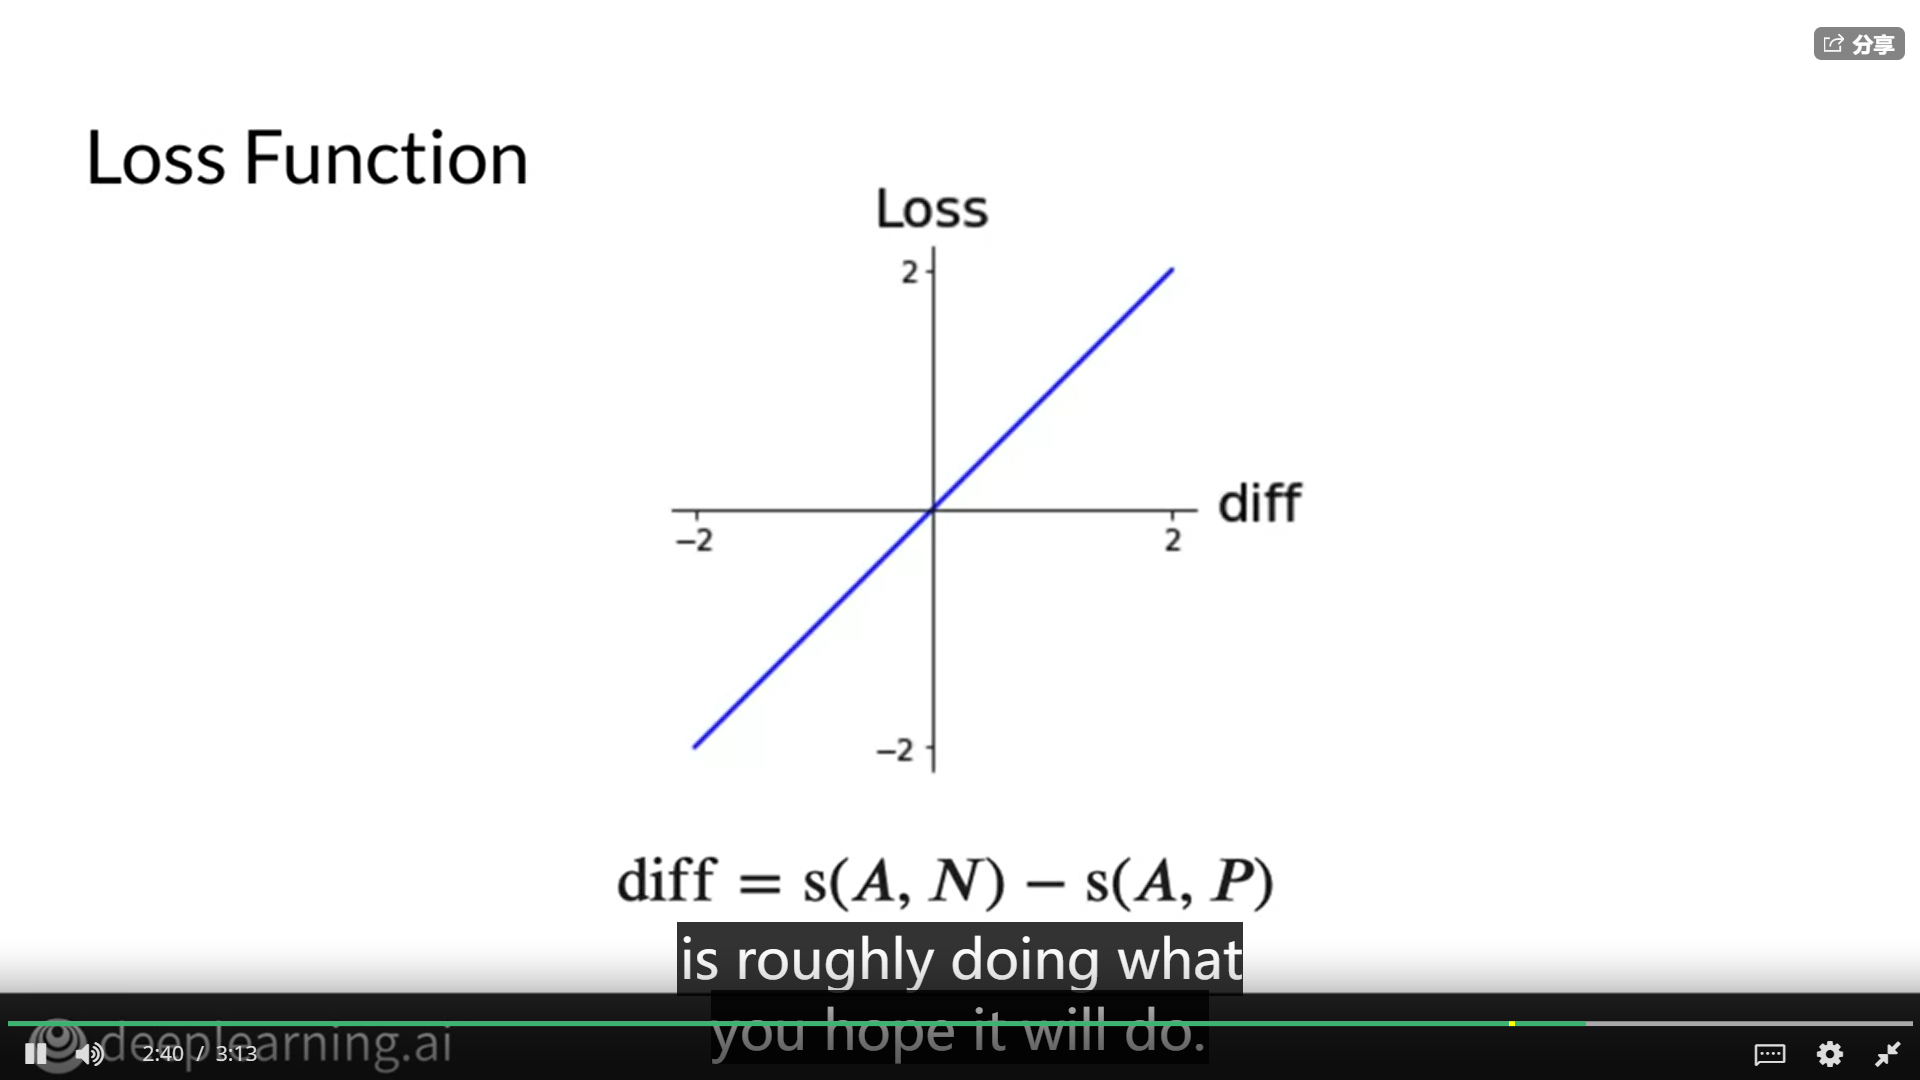 分享
Loss Function
Loss
2
diff
−2
2
−2
diff = s(A, N) − s(A, P)
is roughly doing what
you hope it will do.
deeplearning.ai
2:40 / 3:13